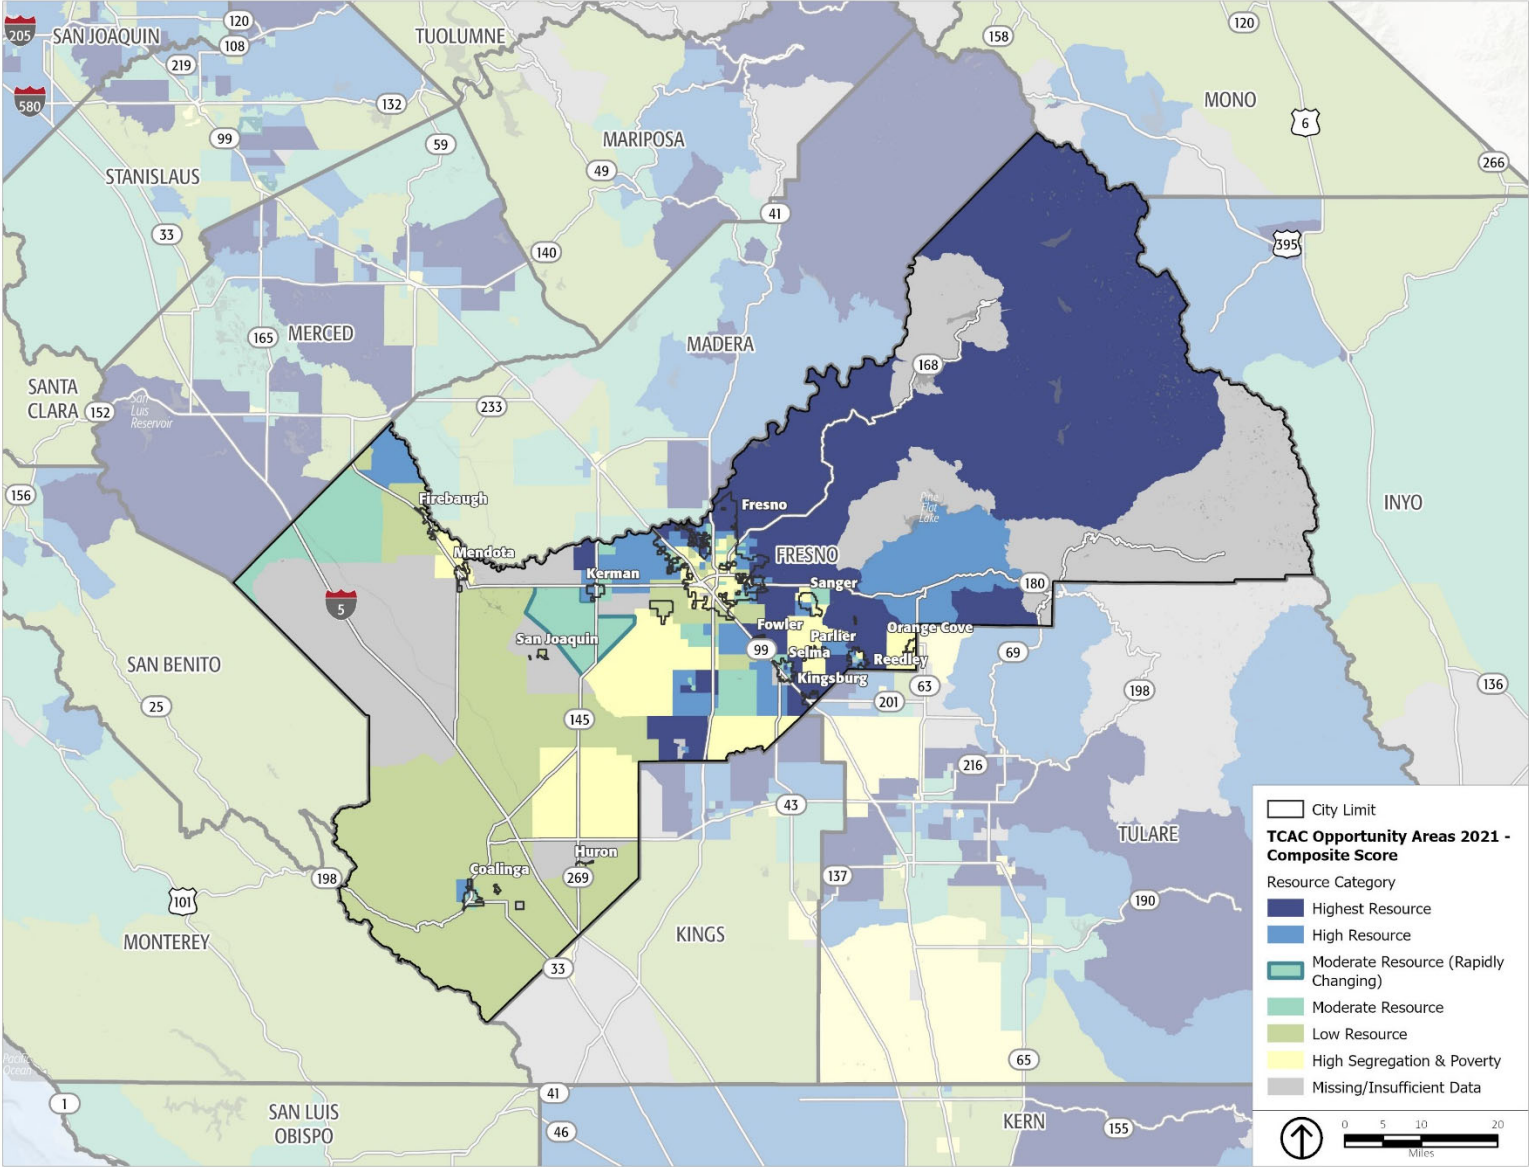 120
205
SAN JOAQUIN
TUOLUMNE
158
120
108
219
580
132
MONO
6
99
MARIPOSA
59
266
49
STANISLAUS
41
33
395
140
165
MERCED
MADERA
168
SANTA
CLARA
152
San
Luis
Reservoir
233
156
Firebaugh
Fresno
Pine
Flat
Lake
INYO
Mendota
FRESNO
Kerman
Sanger
180
5
Fowler
Parlier
Orange Cove
San Joaquin
99
Selma
Reedley
69
SAN BENITO
Kingsburg
63
198
136
25
201
145
216
43
TULARE
Huron
Coalinga
198
269
137
101
190
MONTEREY
KINGS
33
65
Pacific
Ocean
1
41
SAN LUIS
OBISPO
46
KERN
155
City Limit
TCAC Opportunity Areas 2021 -
Composite Score
Resource Category
Highest Resource
High Resource
Moderate Resource (Rapidly
Changing)
Moderate Resource
Low Resource
High Segregation & Poverty
Missing/Insufficient Data
0 5 10 20
Miles